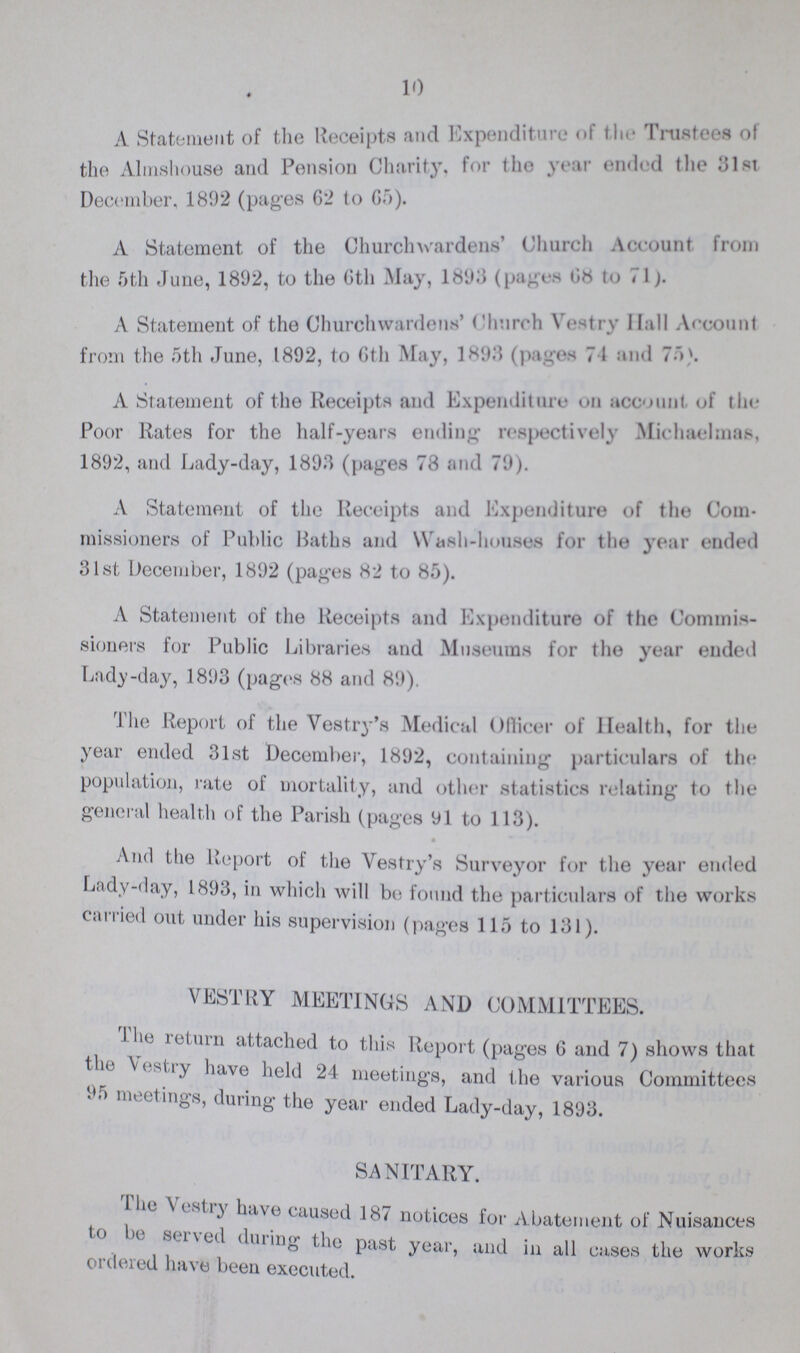 10
A Statement of the Receipts and Expenditure of the Trustees of
the Almshouse and Pension Charity, for the year ended the 31st
December, 1892 (pages 62 to 65).
A Statement of the Churchwardens' Church Account from
the 5th June, 1892, to the 6th May, 1893 (pages 68 to 71).
A Statement of the Churchwardens' Church Vestry Hall Account
from the 5th June, 1892, to 6th May, 1893 (pages 74 and 75).
A Statement of the Receipts and Expenditure on account of the
Poor Rates for the half-years ending respectively Michaelmas,
1892, and Lady-day, 1893 (pages 78 and 79).
A Statement of the Receipts and Expenditure of the Com-
missioners of Public Baths and Wash-houses for the year ended
31st December, 1892 (pages 82 to 85).
A Statement of the Receipts and Expenditure of the Commis-
sioners for Public Libraries and Museums for the year ended
Lady-day, 1893 (pages 88 and 89).
The Report of the Vestry's Medical Officer of Health, for the
year ended 31st December, 1892, containing particulars of the
population, rate of mortality, and other statistics relating to the
general health of the Parish (pages 91 to 113).
And the Report of the Vestry's Surveyor for the year ended
Lady-day, 1893, in which will be found the particulars of the works
carried out under his supervision (pages 115 to 131).
VESTRY MEETINGS AND COMMITTEES.
The return attached to this Report (pages 6 and 7) shows that
the Vestry have held 24 meetings, and the various Committees
95 meetings, during the year ended Lady-day, 1893.
SANITARY.
The Vestry have caused 187 notices for Abatement of Nuisances
to be served during the past year, and in all cases the works
ordered have been executed.